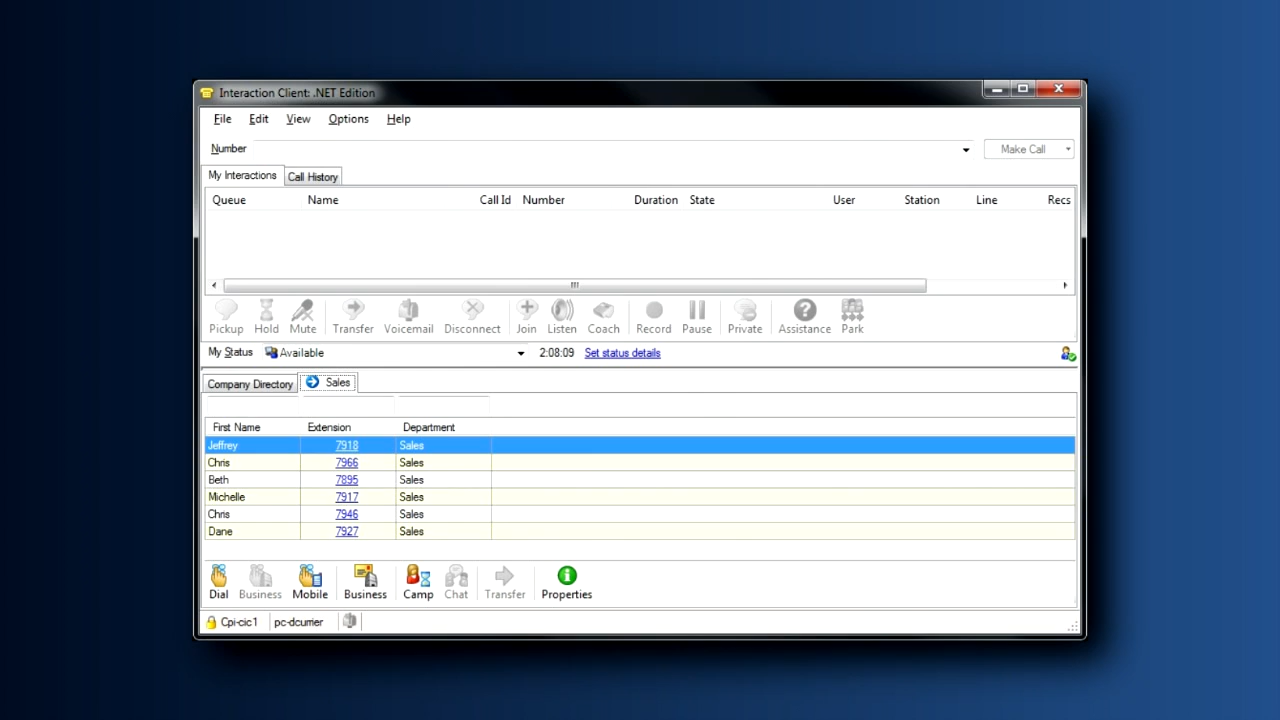 Interaction Client: .NET Edition
File Edit View Options Help
Number Make Call
My Interactions Call History
Queue Name Call Id Number Duration State User Station Line Recs
Pickup Hold Mute Transfer Voicemail Disconnect Join Listen Coach Record Pause Private Assistance Park
My Status Available 2:08:09 Set status details
Company Directory Sales
First Name Extension Department
Jeffrey 7918 Sales
Chris 7966 Sales
Beth 7895 Sales
Michelle 7917 Sales
Chris 7946 Sales
Dane 7927 Sales
Dial Business Mobile Business Camp Chat Transfer Properties
Cpi-cic1 pc-dcurrier